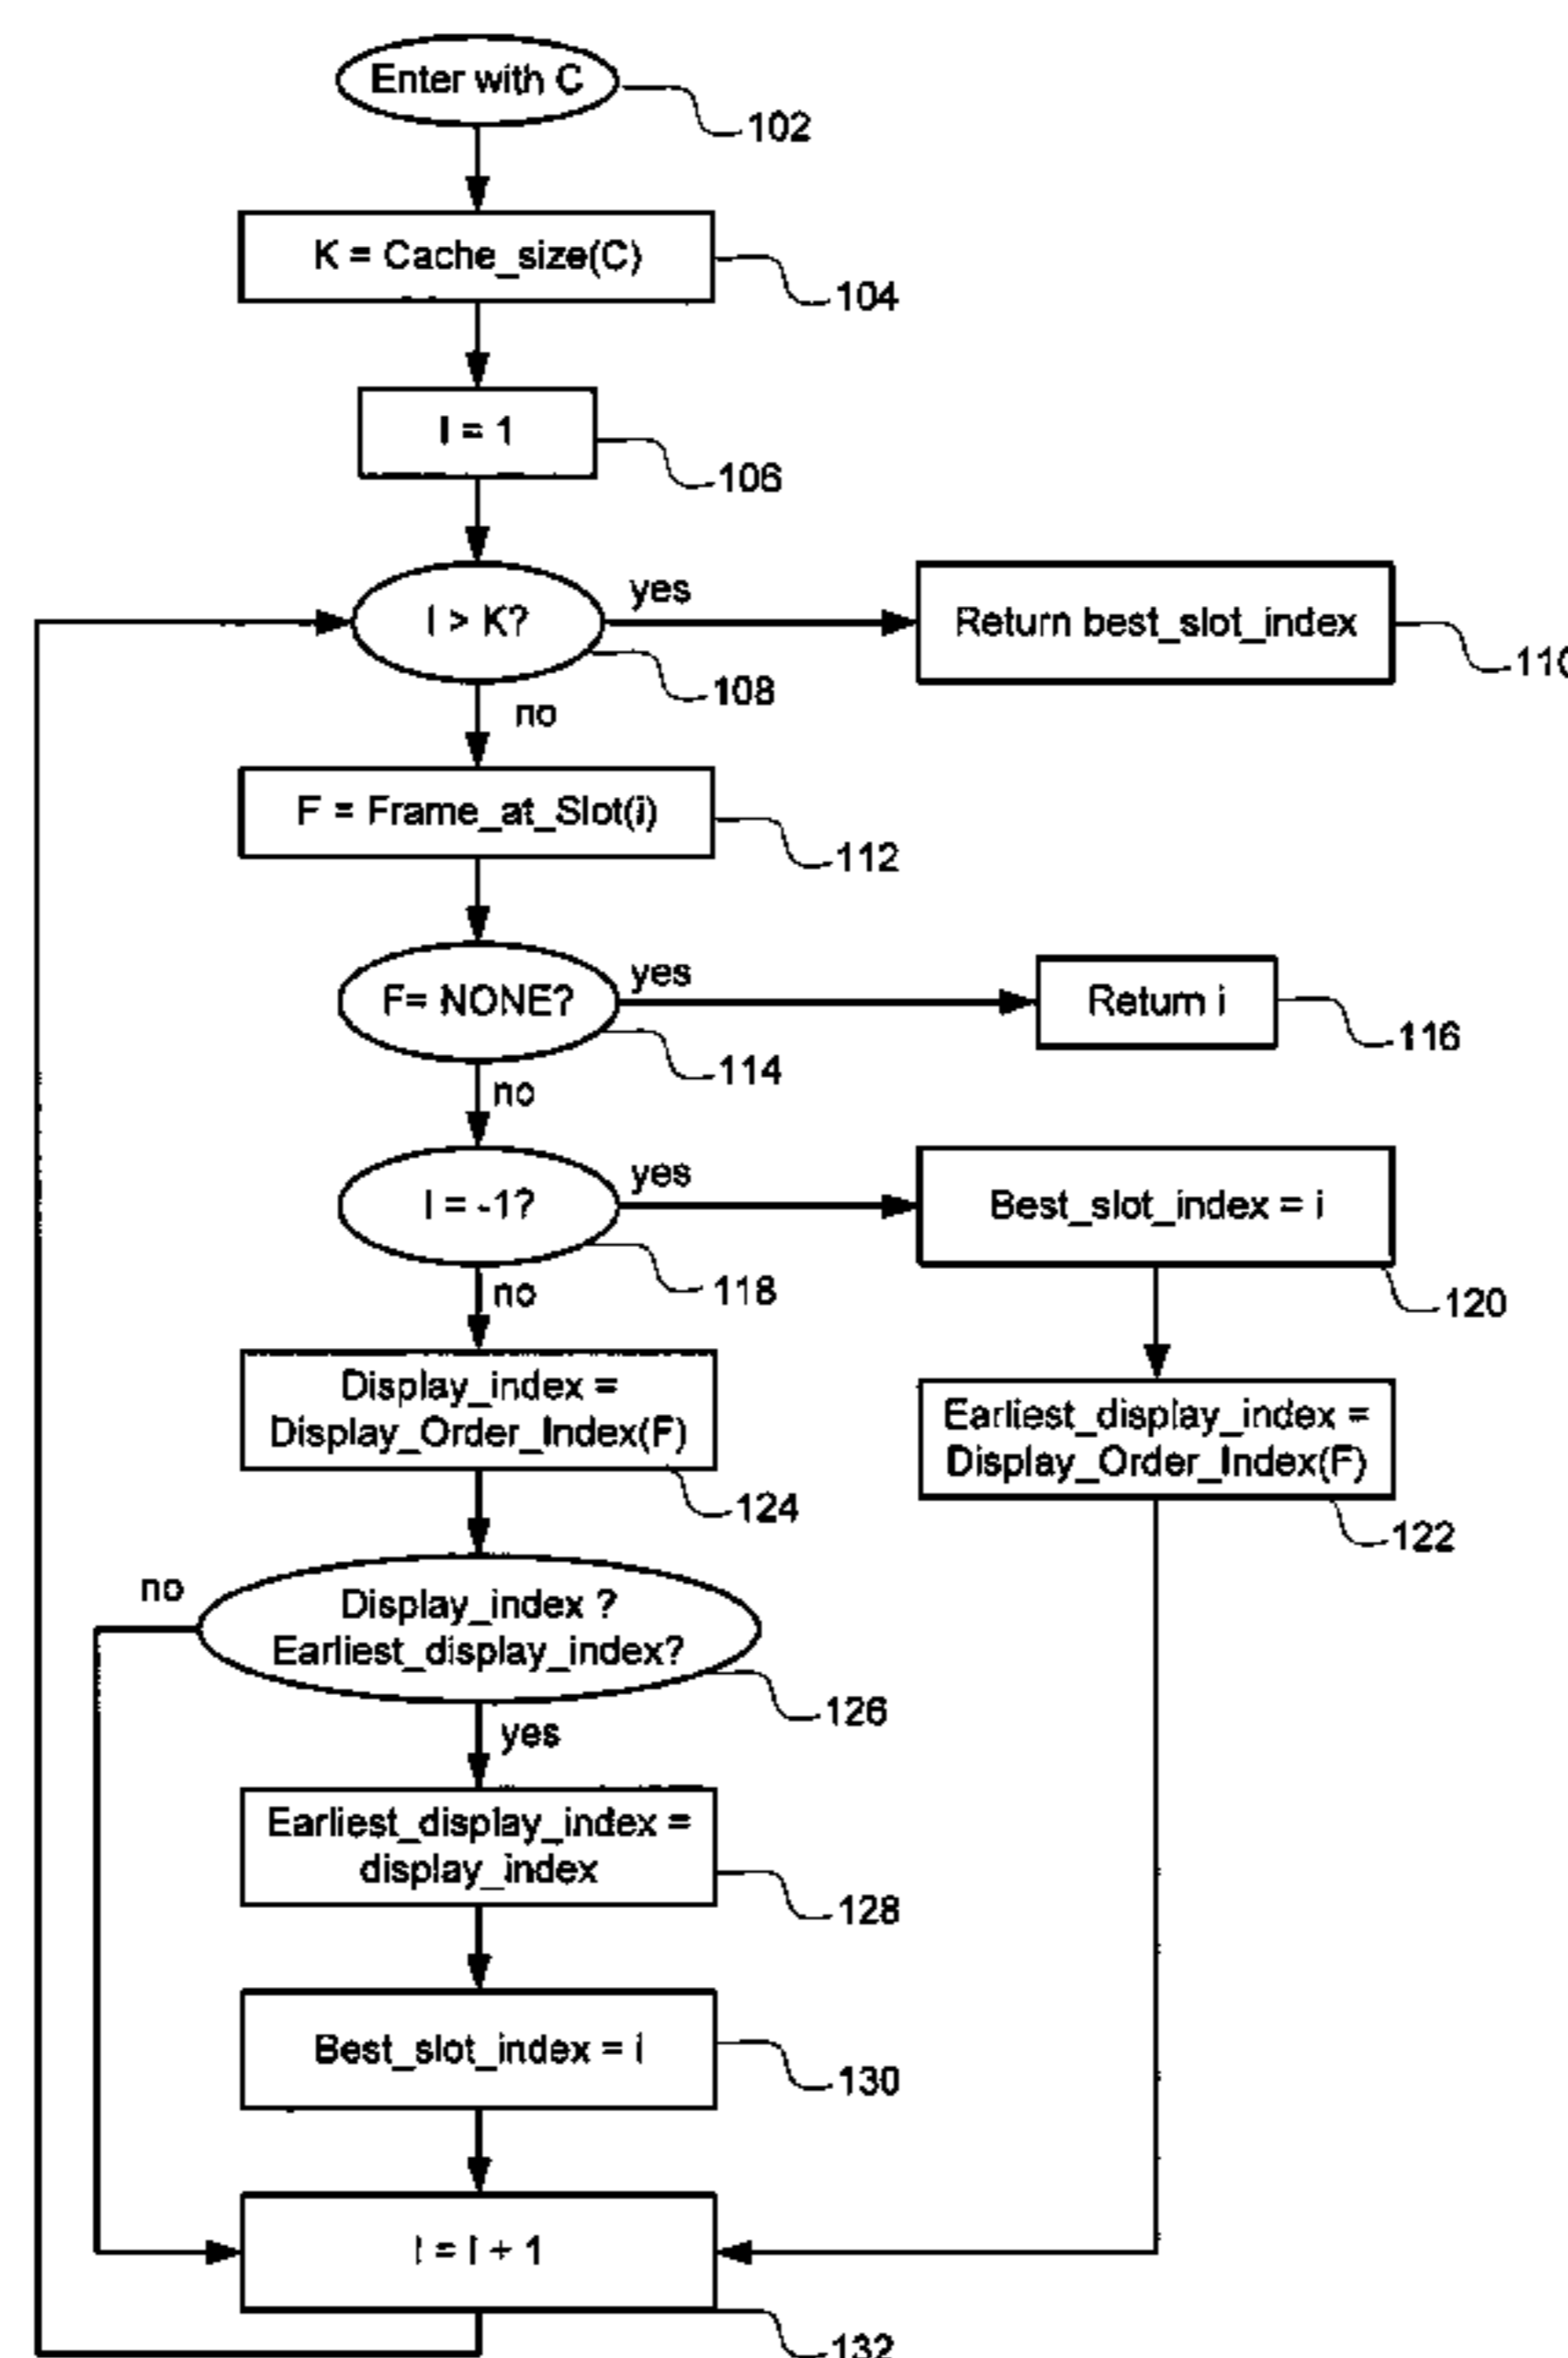 Enter with C
102
K = Cache_size(C)
104
I = 1
106
I > K?
yes
Return best_slot_index
110
108
no
F = Frame_at_Slot(i)
112
F= NONE?
yes
Return i
116
114
no
I = -1?
yes
Best_slot_index = i
118
120
no
Display_index =
Display_Order_Index(F)
124
Earliest_display_index =
Display_Order_Index(F)
122
no
Display_index ?
Earliest_display_index?
126
yes
Earliest_display_index =
display_index
128
Best_slot_index = i
130
I = I + 1
132